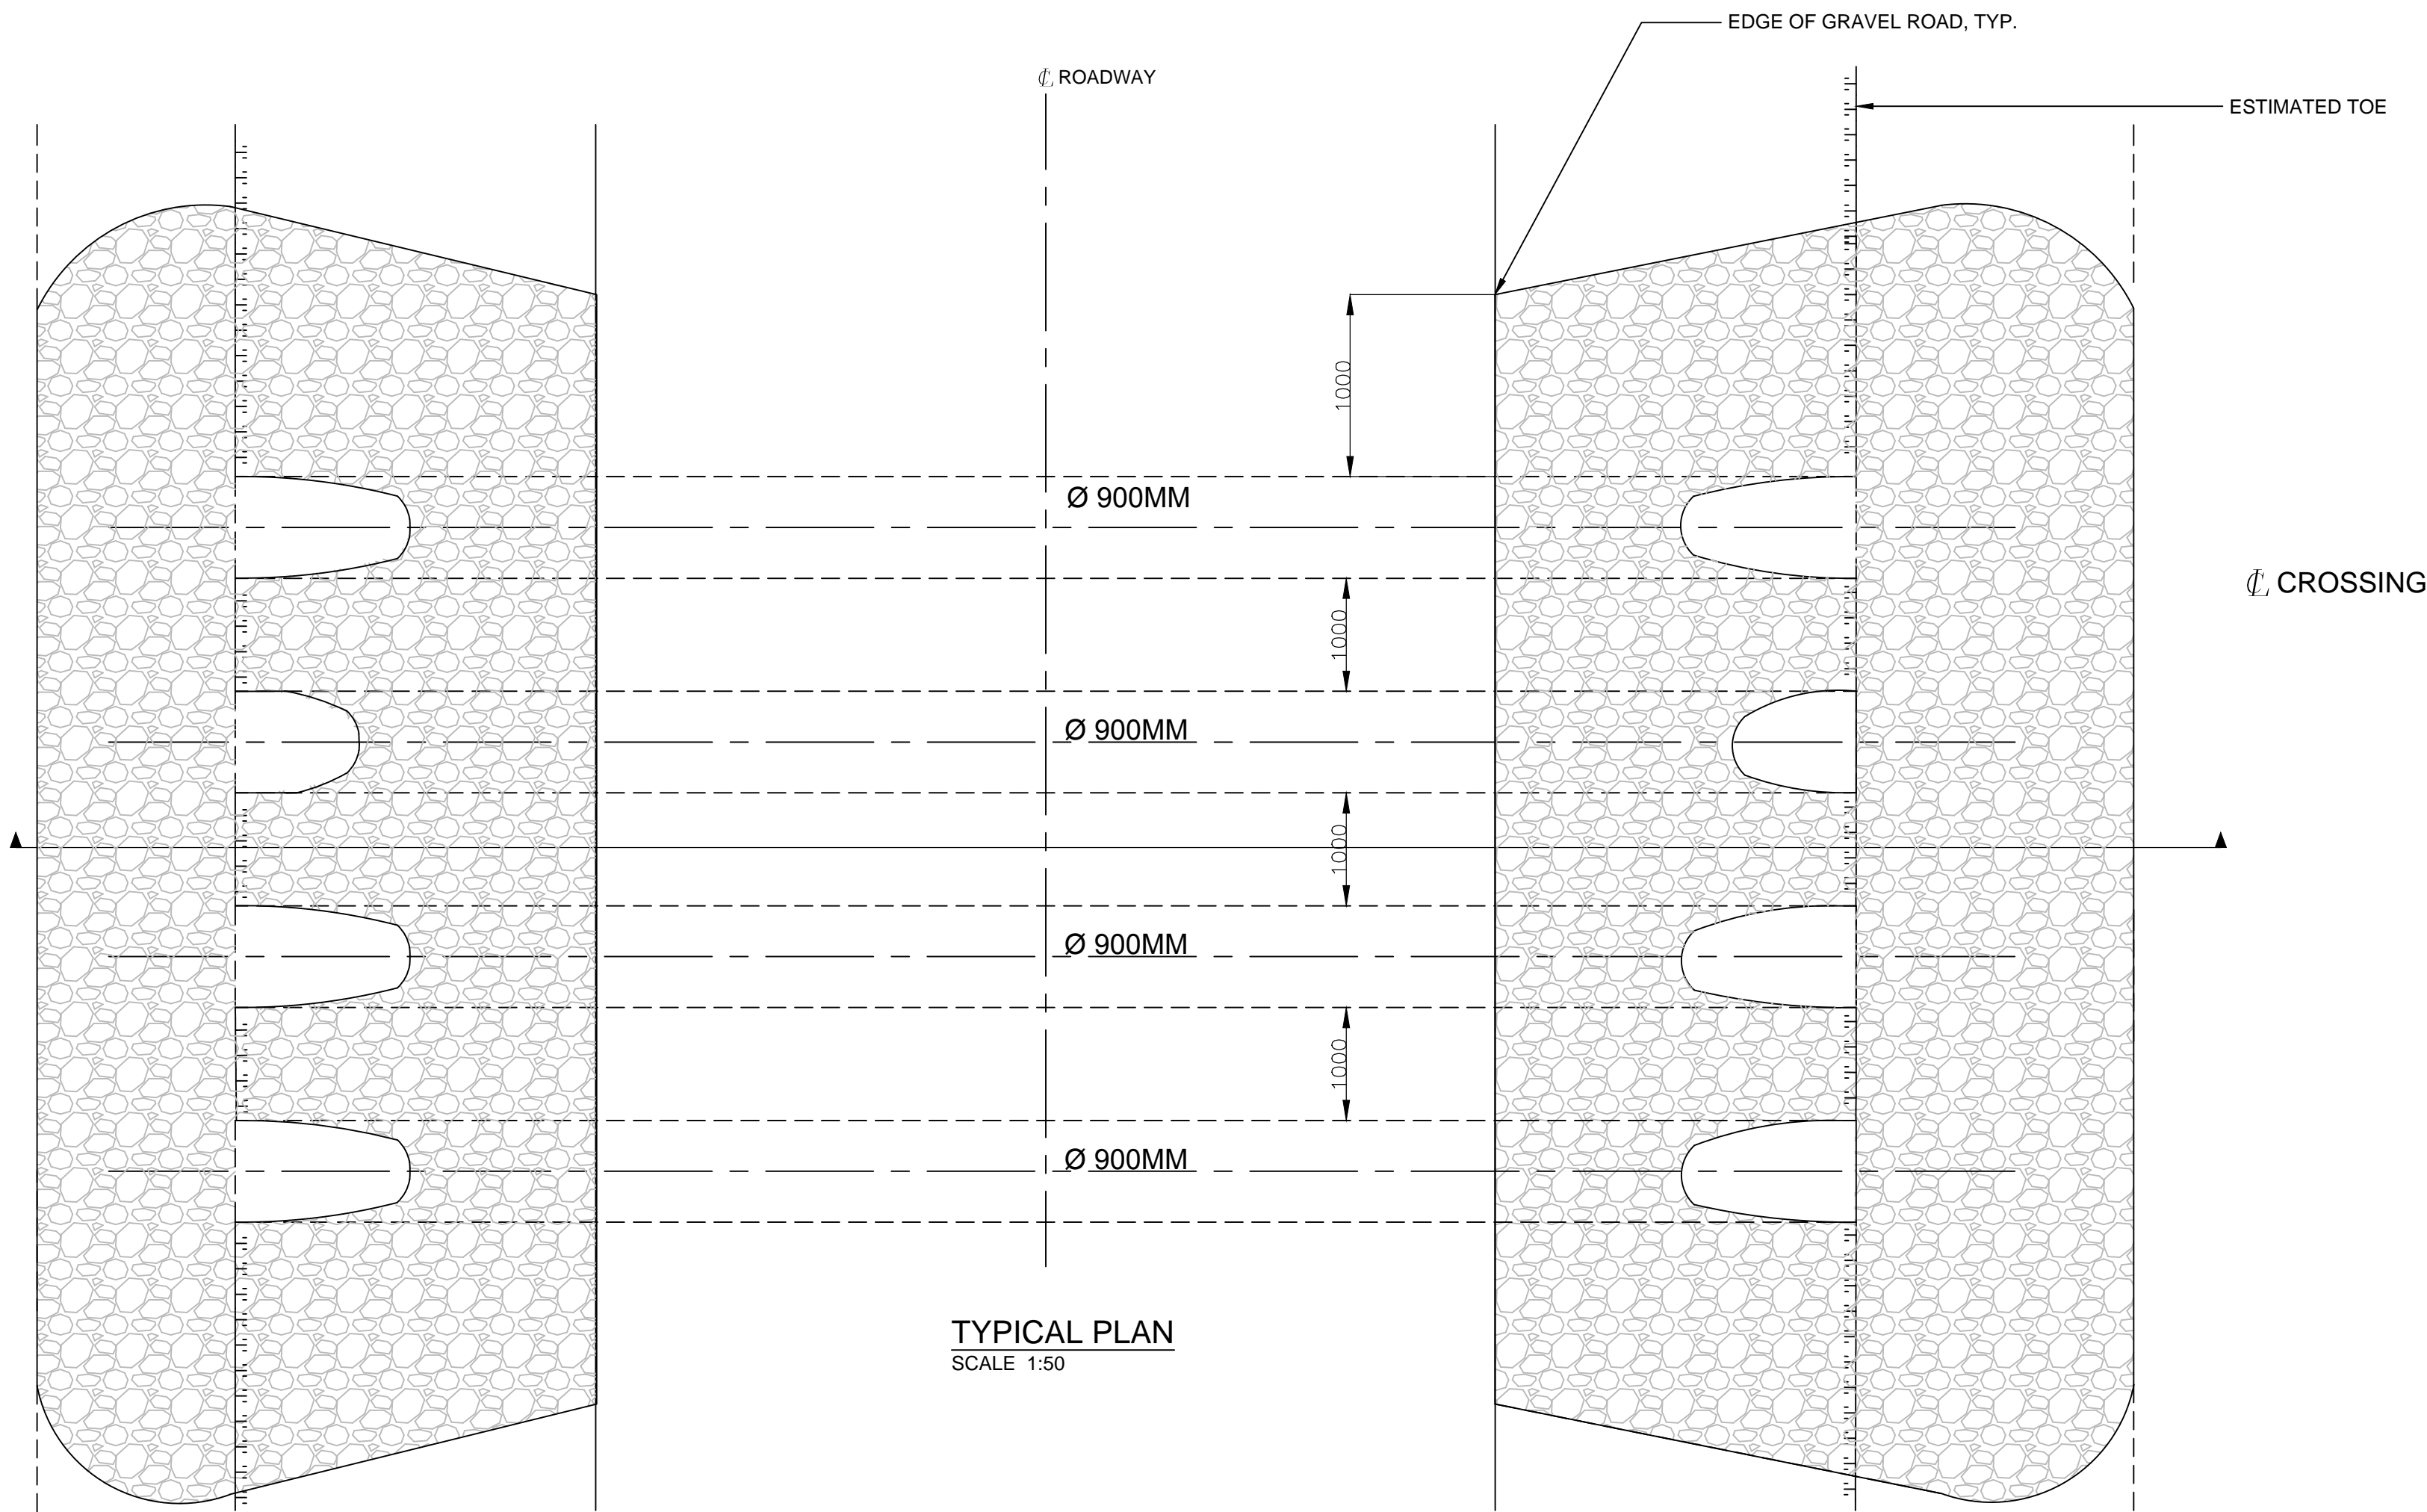 EDGE OF GRAVEL ROAD, TYP.
℄ ROADWAY
ESTIMATED TOE
1000
Ø 900MM
℄ CROSSING
1000
Ø 900MM
1000
Ø 900MM
1000
Ø 900MM
TYPICAL PLAN
SCALE 1:50